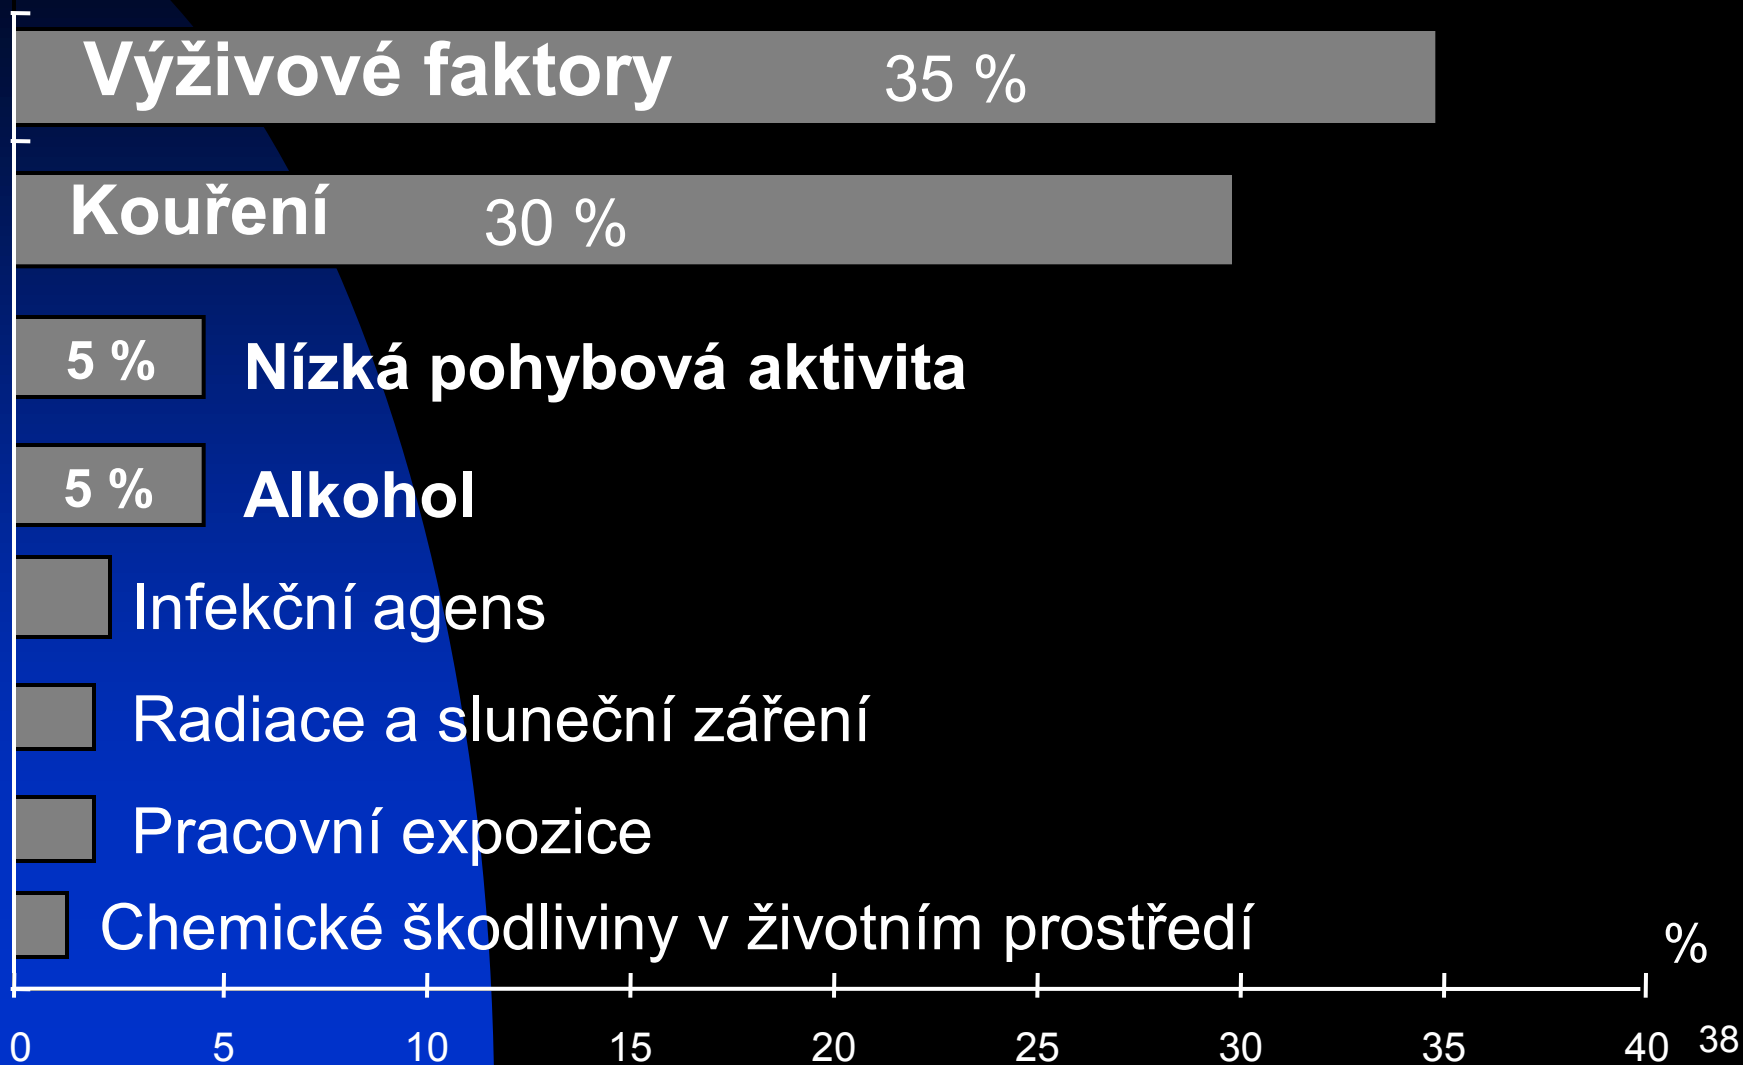 Výživové faktory 35 %
Kouření 30 %
5 % Nízká pohybová aktivita
5 % Alkohol
Infekční agens
Radiace a sluneční záření
Pracovní expozice
Chemické škodliviny v životním prostředí
%
0 5 10 15 20 25 30 35 40
38